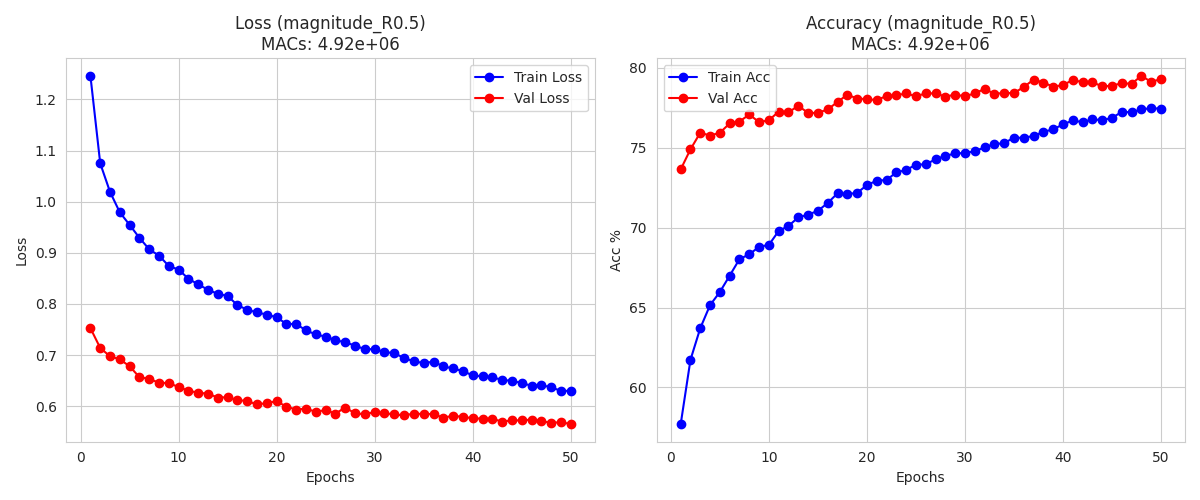 Loss (magnitude_R0.5)
MACs: 4.92e+06
Train Loss
Val Loss
1.2
1.1
1.0
0.9
0.8
0.7
0.6
Loss
0 10 20 30 40 50
Epochs
Accuracy (magnitude_R0.5)
MACs: 4.92e+06
Train Acc
Val Acc
80
75
70
65
60
Acc %
0 10 20 30 40 50
Epochs